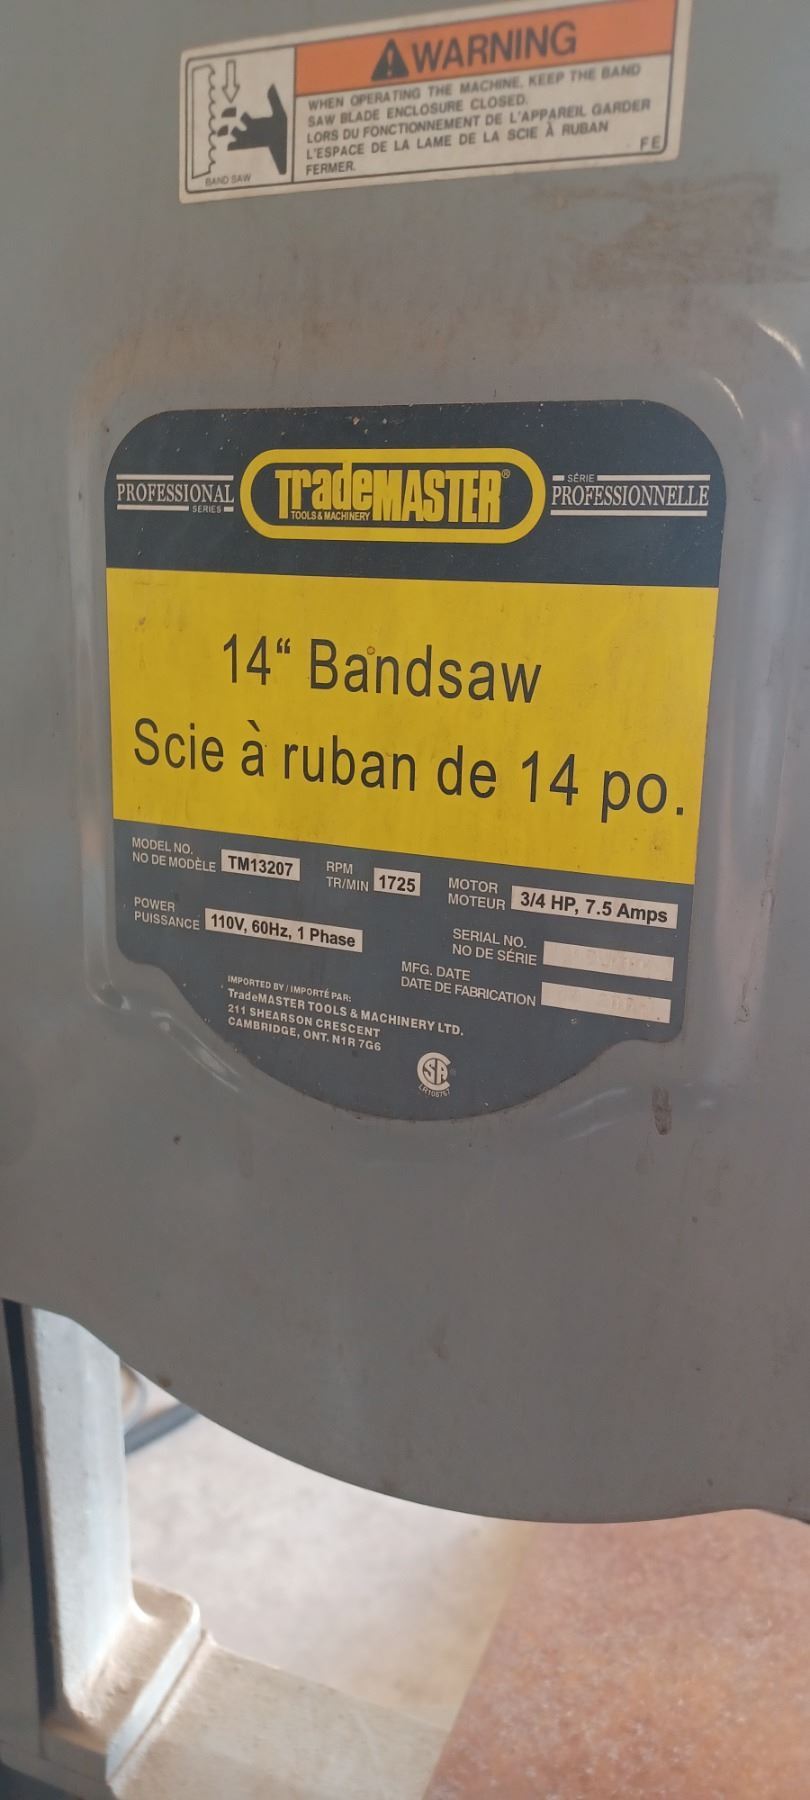 WARNING
WHEN OPERATING THE MACHINE, KEEP THE BAND
SAW BLADE ENCLOSURE CLOSED.
LORS DU FONCTIONNEMENT DE L'APPAREIL GARDER
L'ESPACE DE LA LAME DE LA SCIE À RUBAN
FERMER.
FE
BAND SAW
PROFESSIONAL
SERIES
TradeMASTER®
TOOLS & MACHINERY
SÉRIE
PROFESSIONNELLE
14“ Bandsaw
Scie à ruban de 14 po.
MODEL NO.
NO DE MODÈLE TM13207
RPM
TR/MIN 1725
MOTOR
MOTEUR 3/4 HP, 7.5 Amps
POWER
PUISSANCE 110V, 60Hz, 1 Phase
SERIAL NO.
NO DE SÉRIE
MFG. DATE
DATE DE FABRICATION
IMPORTED BY / IMPORTÉ PAR:
TradeMASTER TOOLS & MACHINERY LTD.
211 SHEARSON CRESCENT
CAMBRIDGE, ONT. N1R 7G6
SA